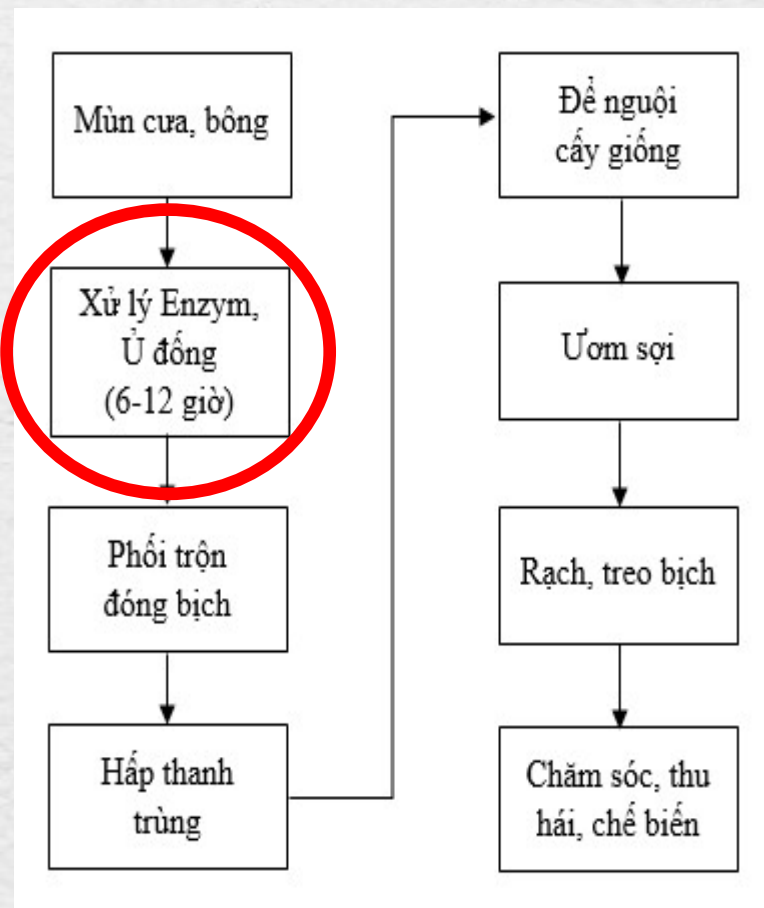 Mùn cưa, bông
Xử lý Enzym,
Ủ đống
(6-12 giờ)
Phối trộn
đóng bịch
Hấp thanh
trùng
Để nguội
cấy giống
Ươm sợi
Rạch, treo bịch
Chăm sóc, thu
hái, chế biến